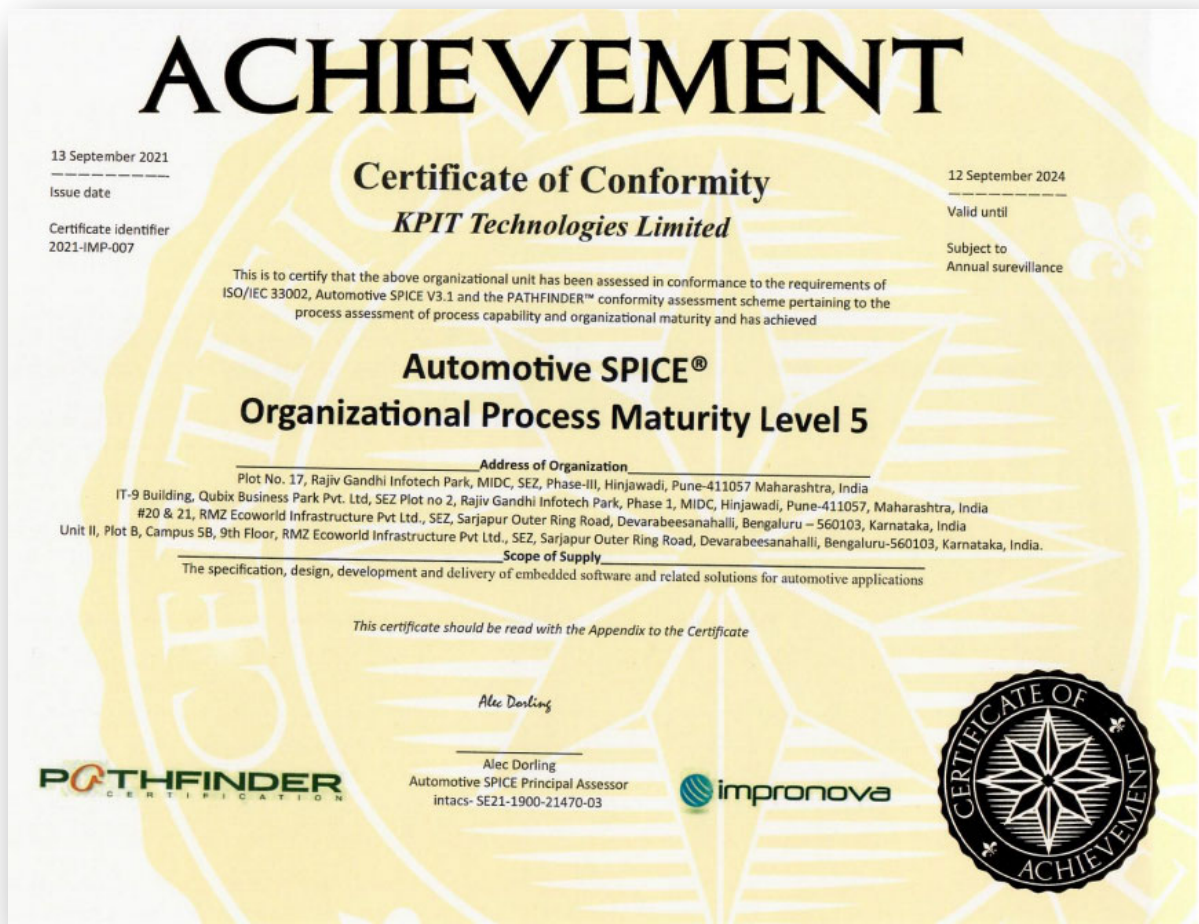 ACHIEVEMENT
13 September 2021
Issue date
Certificate identifier
2021-IMP-007
Certificate of Conformity
KPIT Technologies Limited
12 September 2024
Valid until
Subject to
Annual surevillance
This is to certify that the above organizational unit has been assessed in conformance to the requirements of
ISO/IEC 33002, Automotive SPICE V3.1 and the PATHFINDER™ conformity assessment scheme pertaining to the
process assessment of process capability and organizational maturity and has achieved
Automotive SPICE®
Organizational Process Maturity Level 5
Address of Organization
Plot No. 17, Rajiv Gandhi Infotech Park, MIDC, SEZ, Phase-III, Hinjawadi, Pune-411057 Maharashtra, India
IT-9 Building, Qubix Business Park Pvt. Ltd, SEZ Plot no 2, Rajiv Gandhi Infotech Park, Phase 1, MIDC, Hinjawadi, Pune-411057, Maharashtra, India
#20 & 21, RMZ Ecoworld Infrastructure Pvt Ltd., SEZ, Sarjapur Outer Ring Road, Devarabeesanahalli, Bengaluru – 560103, Karnataka, India
Unit II, Plot B, Campus 5B, 9th Floor, RMZ Ecoworld Infrastructure Pvt Ltd., SEZ, Sarjapur Outer Ring Road, Devarabeesanahalli, Bengaluru-560103, Karnataka, India.
Scope of Supply
The specification, design, development and delivery of embedded software and related solutions for automotive applications
This certificate should be read with the Appendix to the Certificate
Alec Dorling
Alec Dorling
Automotive SPICE Principal Assessor
intacs- SE21-1900-21470-03
PATHFINDER
CERTIFICATION
impronova
CERTIFICATE OF
ACHIEVEMENT